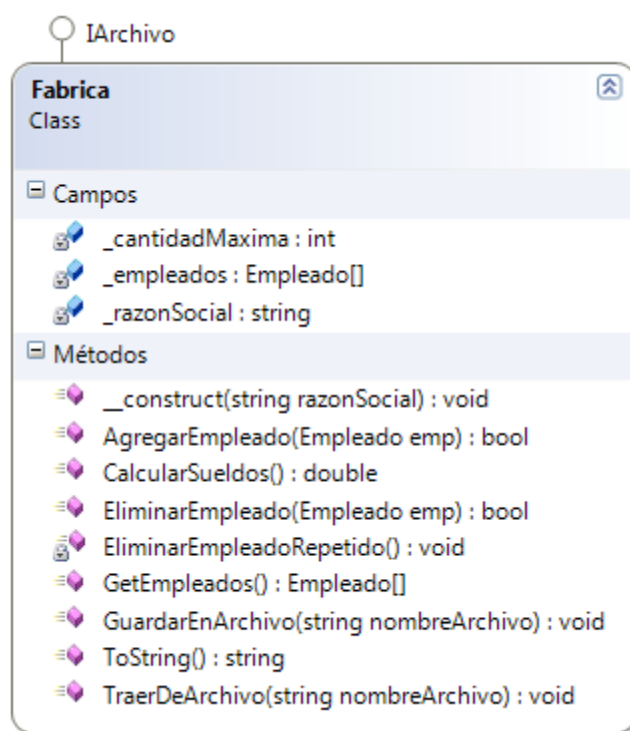 IArchivo
Fabrica
Class
Campos
_cantidadMaxima : int
_empleados : Empleado[]
_razonSocial : string
Métodos
__construct(string razonSocial) : void
AgregarEmpleado(Empleado emp) : bool
CalcularSueldos() : double
EliminarEmpleado(Empleado emp) : bool
EliminarEmpleadoRepetido() : void
GetEmpleados() : Empleado[]
GuardarEnArchivo(string nombreArchivo) : void
ToString() : string
TraerDeArchivo(string nombreArchivo) : void